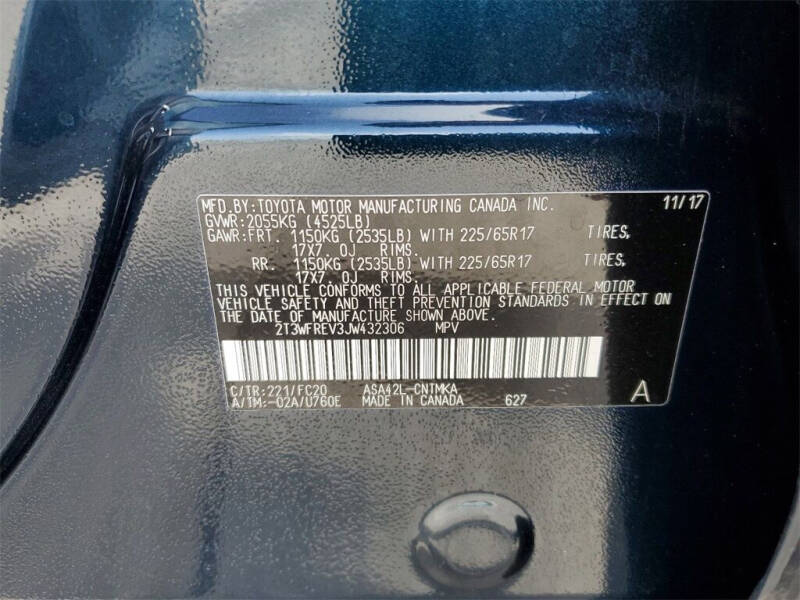 MFD.BY:TOYOTA MOTOR MANUFACTURING CANADA INC. 11/17
GVWR:2055KG (4525LB)
GAWR:FRT. 1150KG (2535LB) WITH 225/65R17 TIRES,
17X7 0J RIMS.
RR. 1150KG (2535LB) WITH 225/65R17 TIRES,
17X7 0J RIMS.
THIS VEHICLE CONFORMS TO ALL APPLICABLE FEDERAL MOTOR
VEHICLE SAFETY AND THEFT PREVENTION STANDARDS IN EFFECT ON
THE DATE OF MANUFACTURE SHOWN ABOVE.
2T3WFREV3JW432306 MPV
C/TR:221/FC20 ASA42L-CNTMKA
A/TM:-02A/U760E MADE IN CANADA 627 A